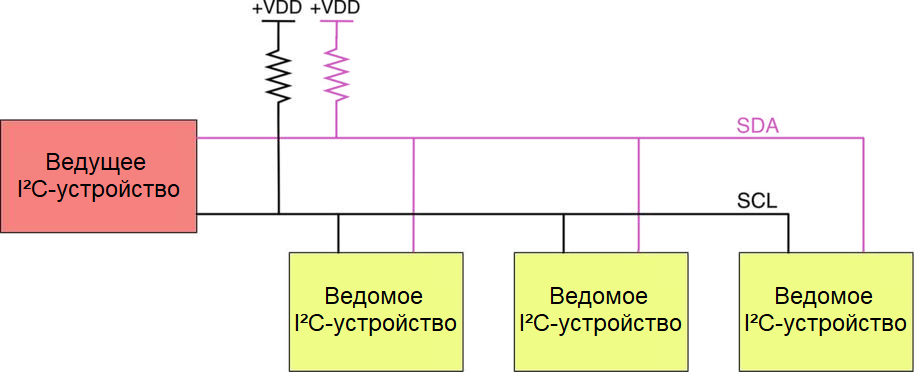 +VDD +VDD
SDA
Ведущее
I²C-устройство
SCL
Ведомое
I²C-устройство
Ведомое
I²C-устройство
Ведомое
I²C-устройство